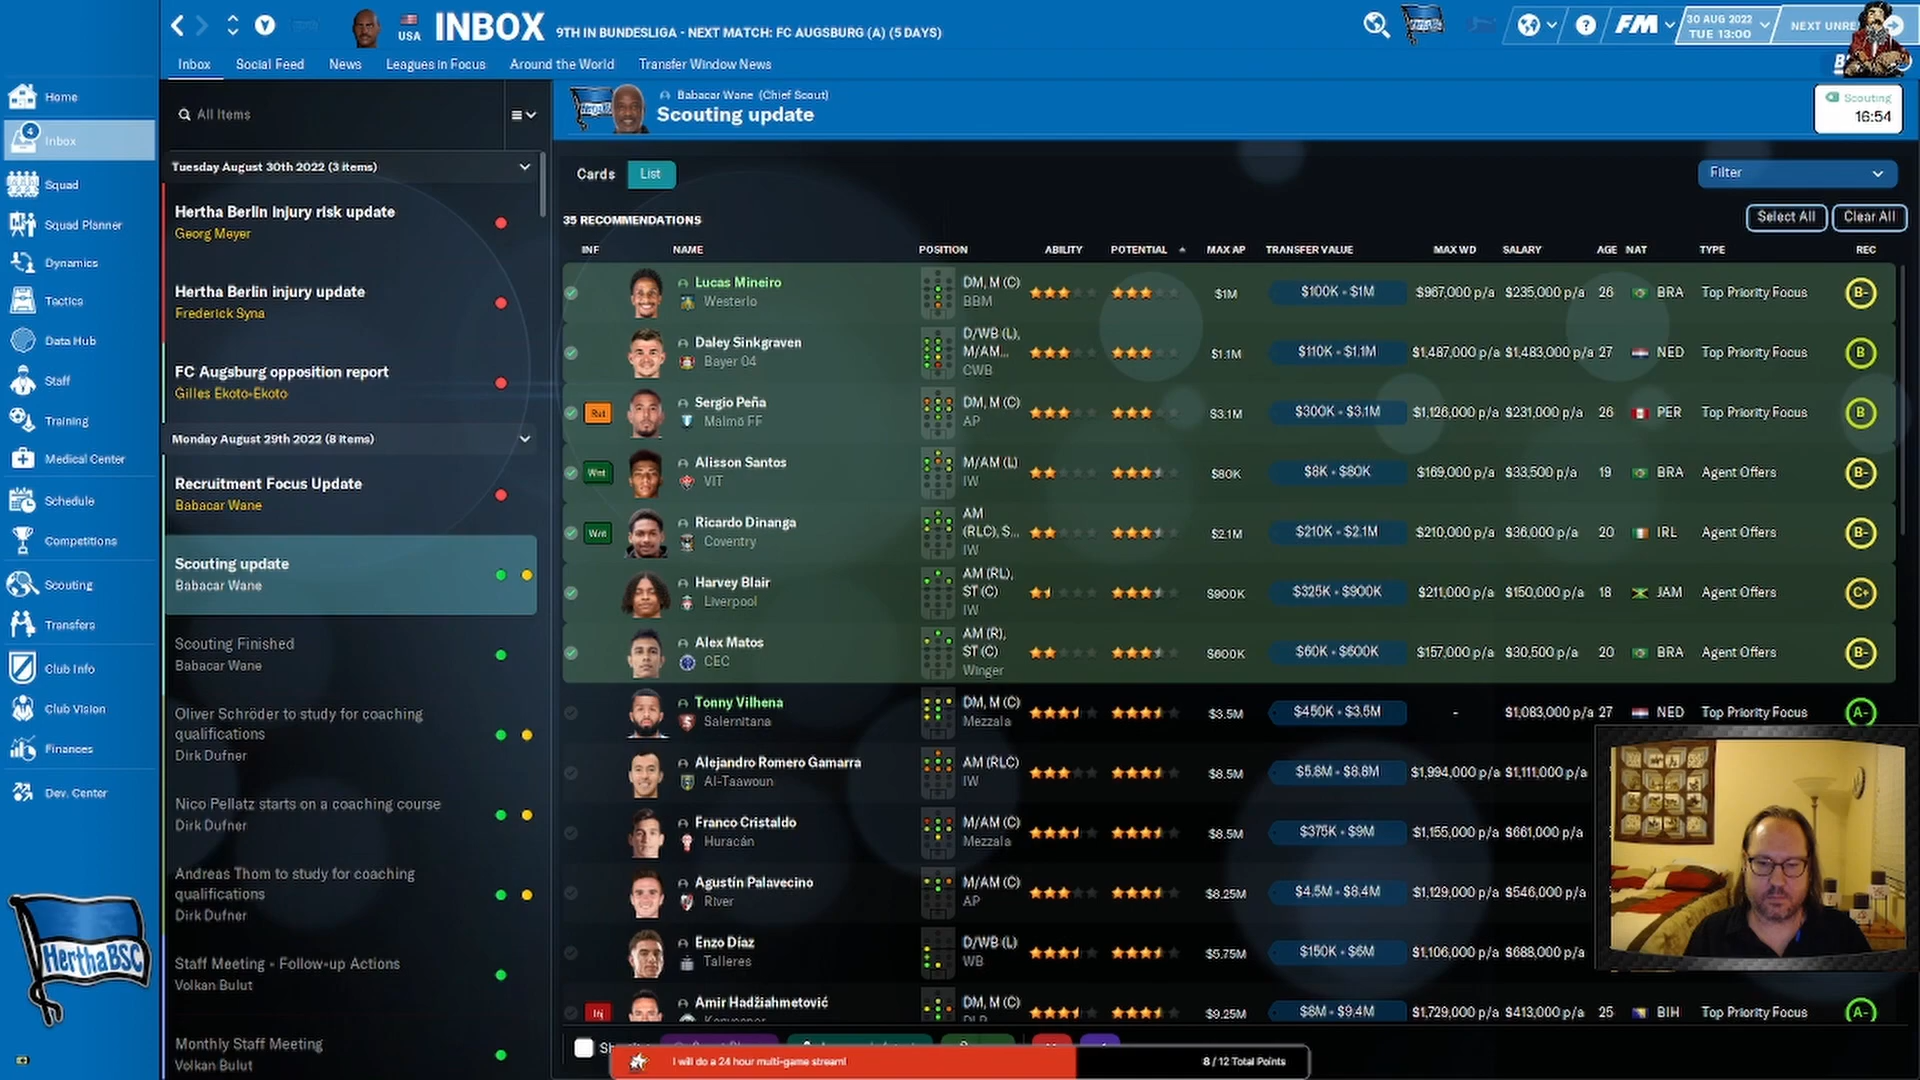 USA
INBOX
9TH IN BUNDESLIGA - NEXT MATCH: FC AUGSBURG (A) (5 DAYS)
FM
30 AUG 2022
TUE 13:00
Inbox
Social Feed
News
Leagues in Focus
Around the World
Transfer Window News
Home
4
Inbox
Squad
Squad Planner
Dynamics
Tactics
Data Hub
Staff
Training
Medical Center
Schedule
Competitions
Scouting
Transfers
Club Info
Club Vision
Finances
Dev. Center
Hertha BSC
All Items
Tuesday August 30th 2022 (3 items)
Hertha Berlin injury risk update
Georg Meyer
Hertha Berlin injury update
Frederick Syna
FC Augsburg opposition report
Gilles Ekoto-Ekoto
Monday August 29th 2022 (8 items)
Recruitment Focus Update
Babacar Wane
Scouting update
Babacar Wane
Scouting Finished
Babacar Wane
Oliver Schröder to study for coaching
qualifications
Dirk Dufner
Nico Pellatz starts on a coaching course
Dirk Dufner
Andreas Thom to study for coaching
qualifications
Dirk Dufner
Staff Meeting - Follow-up Actions
Volkan Bulut
Monthly Staff Meeting
Volkan Bulut
Babacar Wane (Chief Scout)
Scouting update
Scouting
16:54
Cards
List
Filter
35 RECOMMENDATIONS
Select All
Clear All
INF NAME POSITION ABILITY POTENTIAL MAX AP TRANSFER VALUE MAX WD SALARY AGE NAT TYPE REC
Lucas Mineiro
Westerlo
DM, M (C)
BBM
$1M $100K - $1M $967,000 p/a $235,000 p/a 26 BRA Top Priority Focus B-
Daley Sinkgraven
Bayer 04
D/WB (L),
M/AM...
CWB
$1.1M $110K - $1.1M $1,487,000 p/a $1,483,000 p/a 27 NED Top Priority Focus B
Rst
Sergio Peña
Malmö FF
DM, M (C)
AP
$3.1M $300K - $3.1M $1,126,000 p/a $231,000 p/a 26 PER Top Priority Focus B
Wnt
Alisson Santos
VIT
M/AM (L)
IW
$80K $8K - $80K $169,000 p/a $33,500 p/a 19 BRA Agent Offers B-
Wnt
Ricardo Dinanga
Coventry
AM
(RLC), S...
IW
$2.1M $210K - $2.1M $210,000 p/a $36,000 p/a 20 IRL Agent Offers B-
Harvey Blair
Liverpool
AM (RL),
ST (C)
IW
$900K $325K - $900K $211,000 p/a $150,000 p/a 18 JAM Agent Offers C+
Alex Matos
CEC
AM (R),
ST (C)
Winger
$600K $60K - $600K $157,000 p/a $30,500 p/a 20 BRA Agent Offers B-
Tonny Vilhena
Salernitana
DM, M (C)
Mezzala
$3.5M $450K - $3.5M - $1,083,000 p/a 27 NED Top Priority Focus A-
Alejandro Romero Gamarra
Al-Taawoun
AM (RLC)
IW
$8.5M $5.8M - $8.8M $1,994,000 p/a $1,111,000 p/a
Franco Cristaldo
Huracán
M/AM (C)
Mezzala
$8.5M $375K - $9M $1,155,000 p/a $661,000 p/a
Agustín Palavecino
River
M/AM (C)
AP
$8.25M $4.5M - $8.4M $1,129,000 p/a $546,000 p/a
Enzo Díaz
Talleres
D/WB (L)
WB
$5.75M $150K - $6M $1,106,000 p/a $688,000 p/a
Inj
Amir Hadžiahmetović
DM, M (C)
$9.25M $8M - $9.4M $1,729,000 p/a $413,000 p/a 25 BIH Top Priority Focus A-
I will do a 24 hour multi-game stream!
8 / 12 Total Points